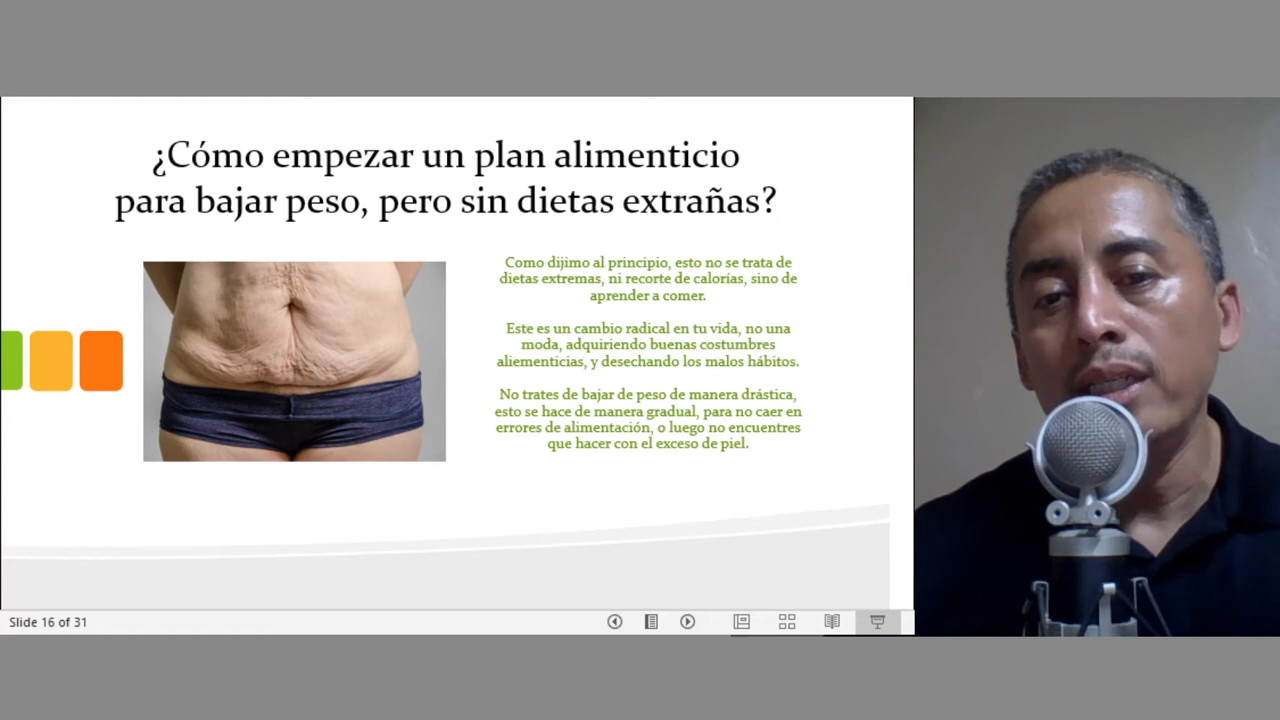 ¿Cómo empezar un plan alimenticio
para bajar peso, pero sin dietas extrañas?
Como dijimo al principio, esto no se trata de
dietas extremas, ni recorte de calorías, sino de
aprender a comer.
Este es un cambio radical en tu vida, no una
moda, adquiriendo buenas costumbres
aliementicias, y desechando los malos hábitos.
No trates de bajar de peso de manera drástica,
esto se hace de manera gradual, para no caer en
errores de alimentación, o luego no encuentres
que hacer con el exceso de piel.
Slide 16 of 31